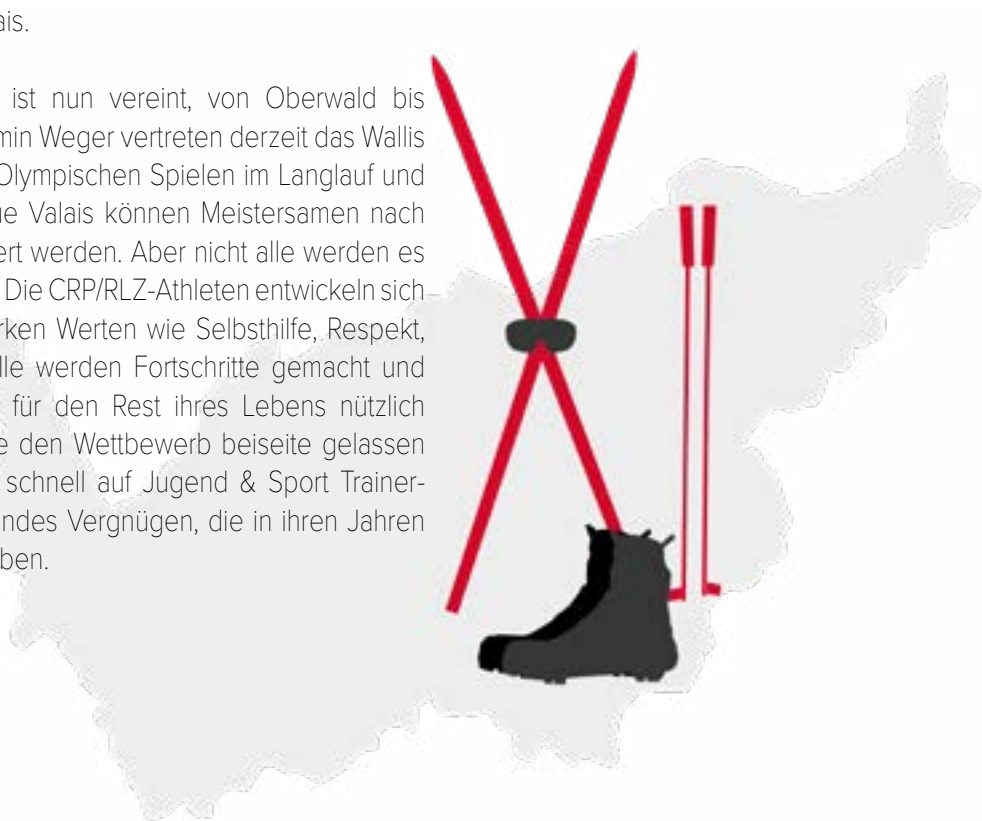 ais.
ist nun vereint, von Oberwald bis
min Weger vertreten derzeit das Wallis
Olympischen Spielen im Langlauf und
ue Valais können Meistersamen nach
ert werden. Aber nicht alle werden es
Die CRP/RLZ-Athleten entwickeln sich
rken Werten wie Selbsthilfe, Respekt,
lle werden Fortschritte gemacht und
für den Rest ihres Lebens nützlich
e den Wettbewerb beiseite gelassen
schnell auf Jugend & Sport Trainer-
ndes Vergnügen, die in ihren Jahren
ben.